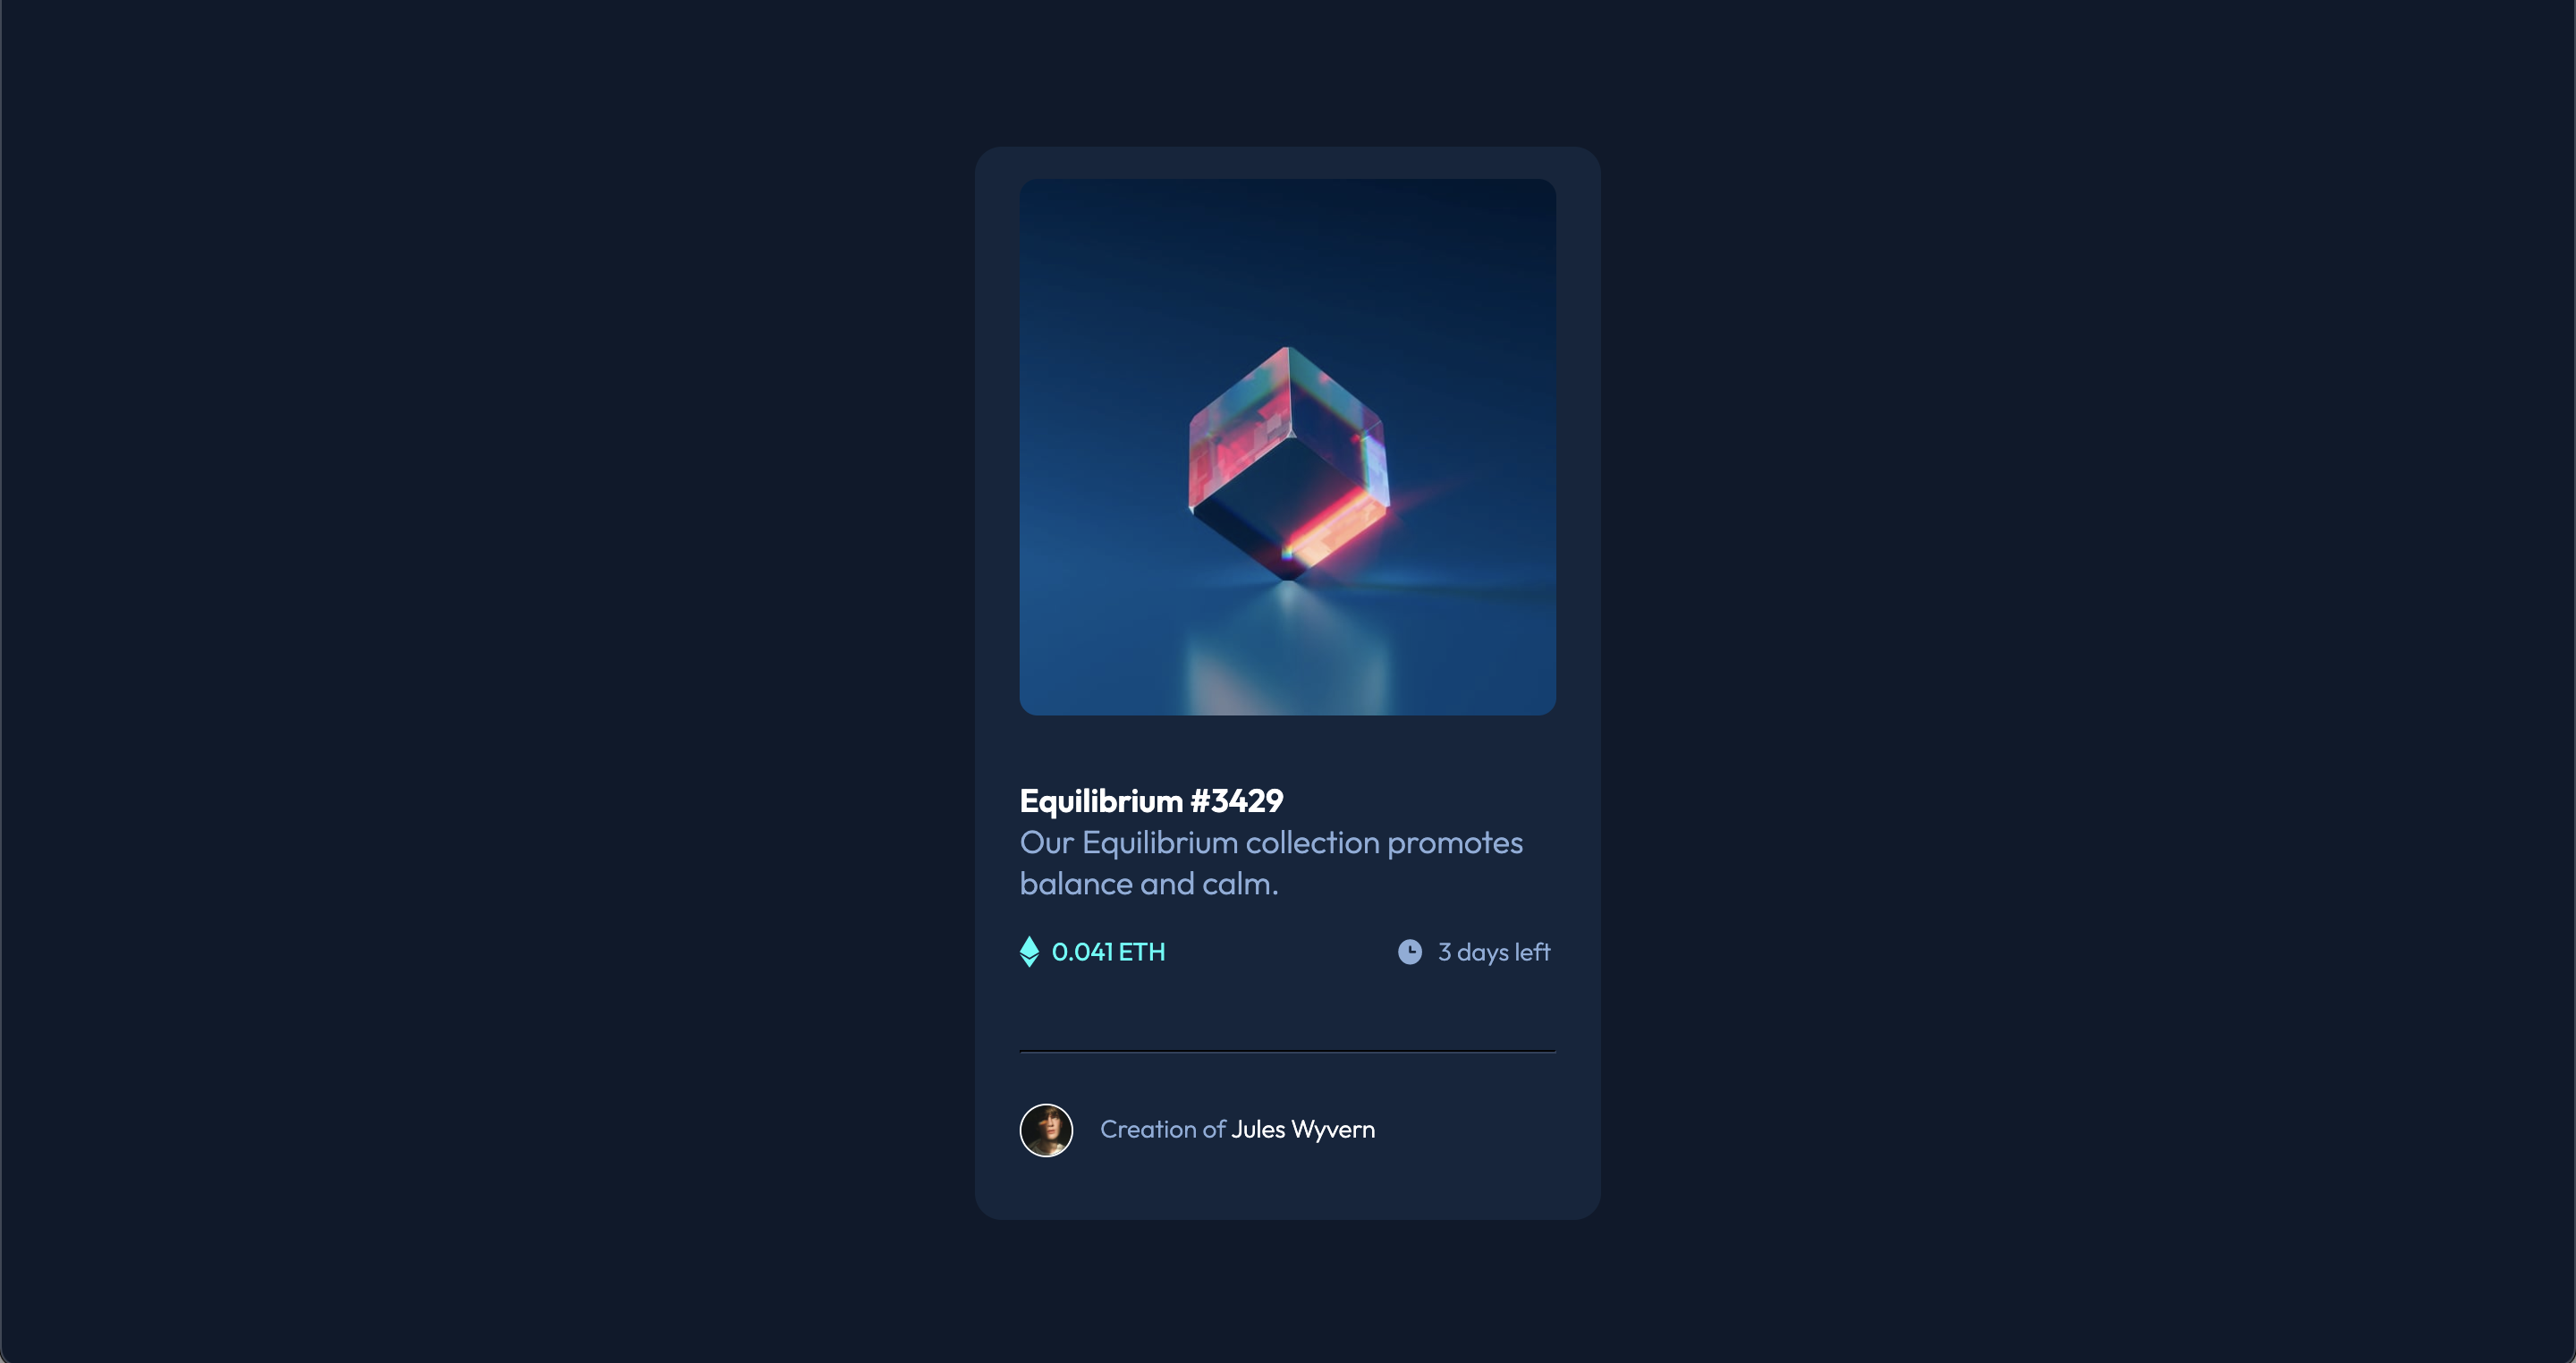 Equilibrium #3429
Our Equilibrium collection promotes
balance and calm.
0.041 ETH
3 days left
Creation of Jules Wyvern